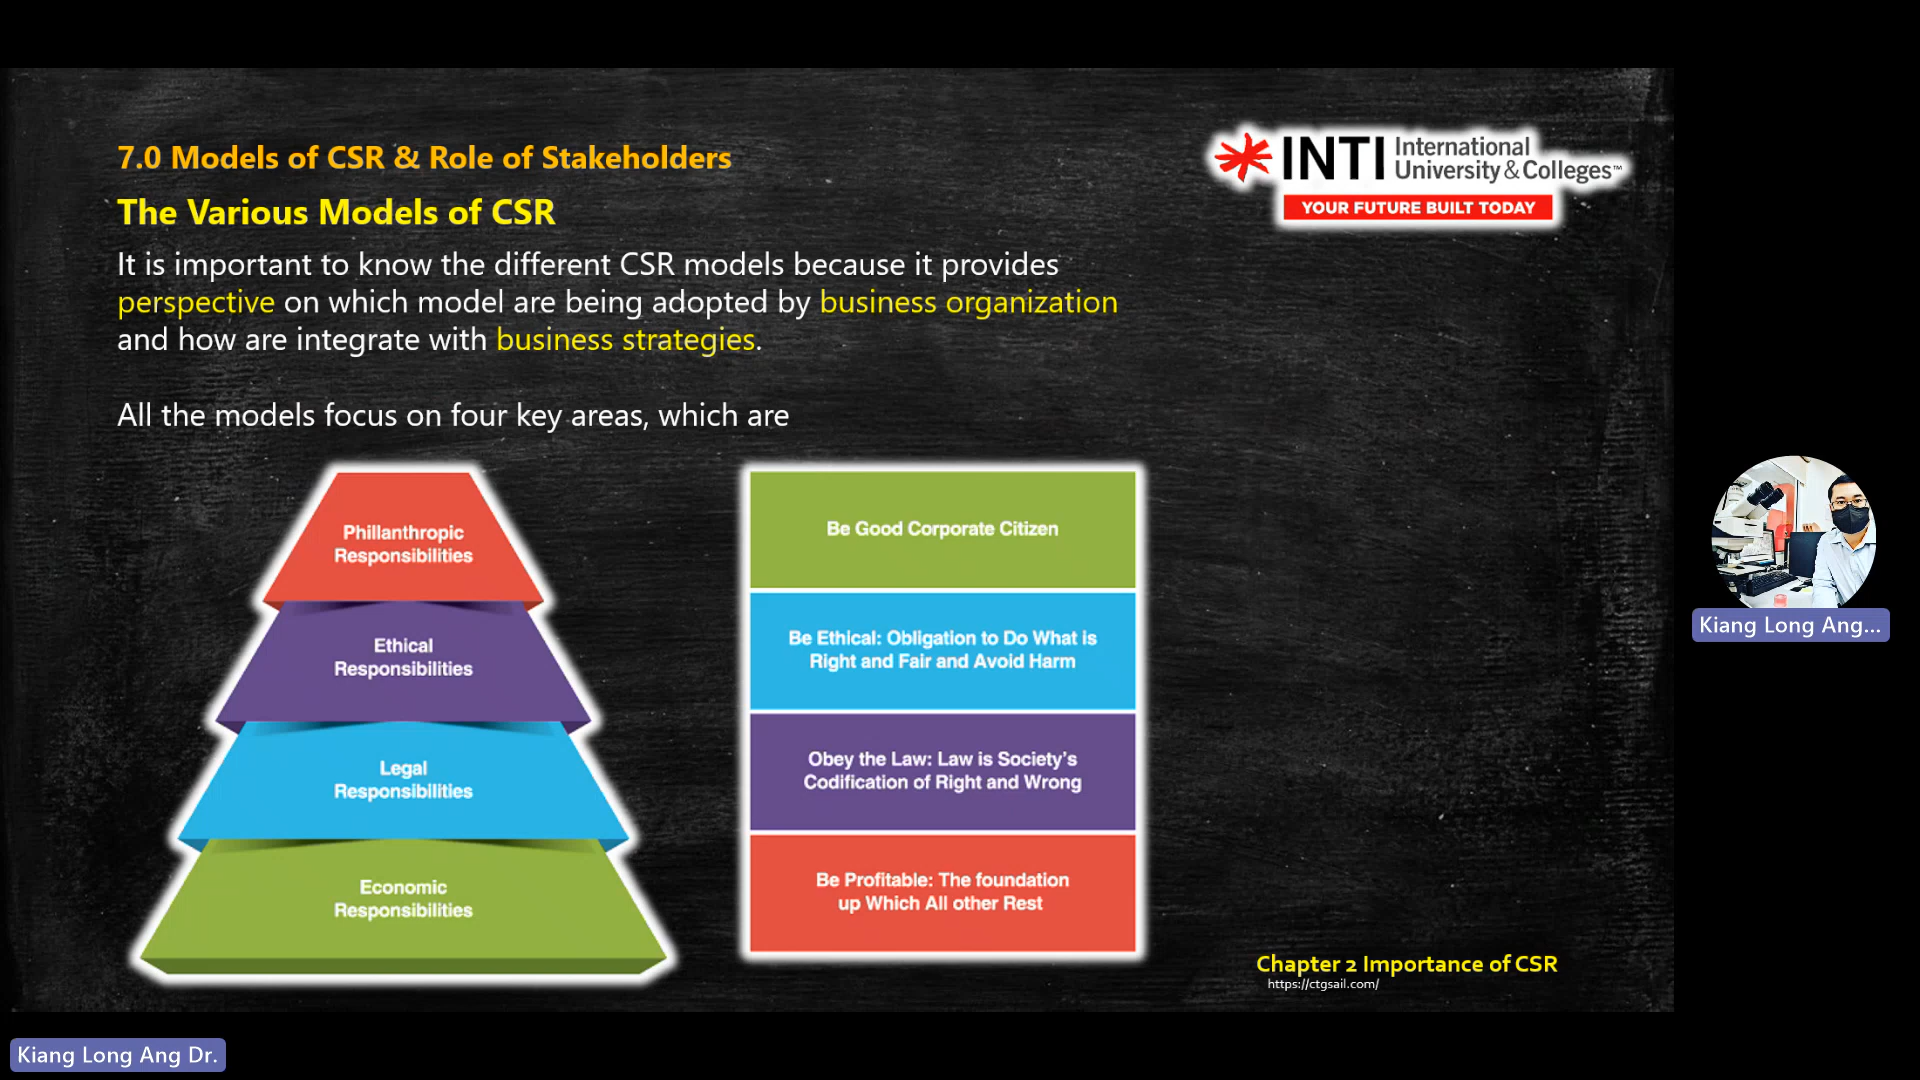 7.0 Models of CSR & Role of Stakeholders
The Various Models of CSR
It is important to know the different CSR models because it provides
perspective on which model are being adopted by business organization
and how are integrate with business strategies.
All the models focus on four key areas, which are
Phillanthropic
Responsibilities
Ethical
Responsibilities
Legal
Responsibilities
Economic
Responsibilities
Be Good Corporate Citizen
Be Ethical: Obligation to Do What is
Right and Fair and Avoid Harm
Obey the Law: Law is Society's
Codification of Right and Wrong
Be Profitable: The foundation
up Which All other Rest
INTI International
University & Colleges™
YOUR FUTURE BUILT TODAY
Chapter 2 Importance of CSR
https://ctgsail.com/
Kiang Long Ang...
Kiang Long Ang Dr.